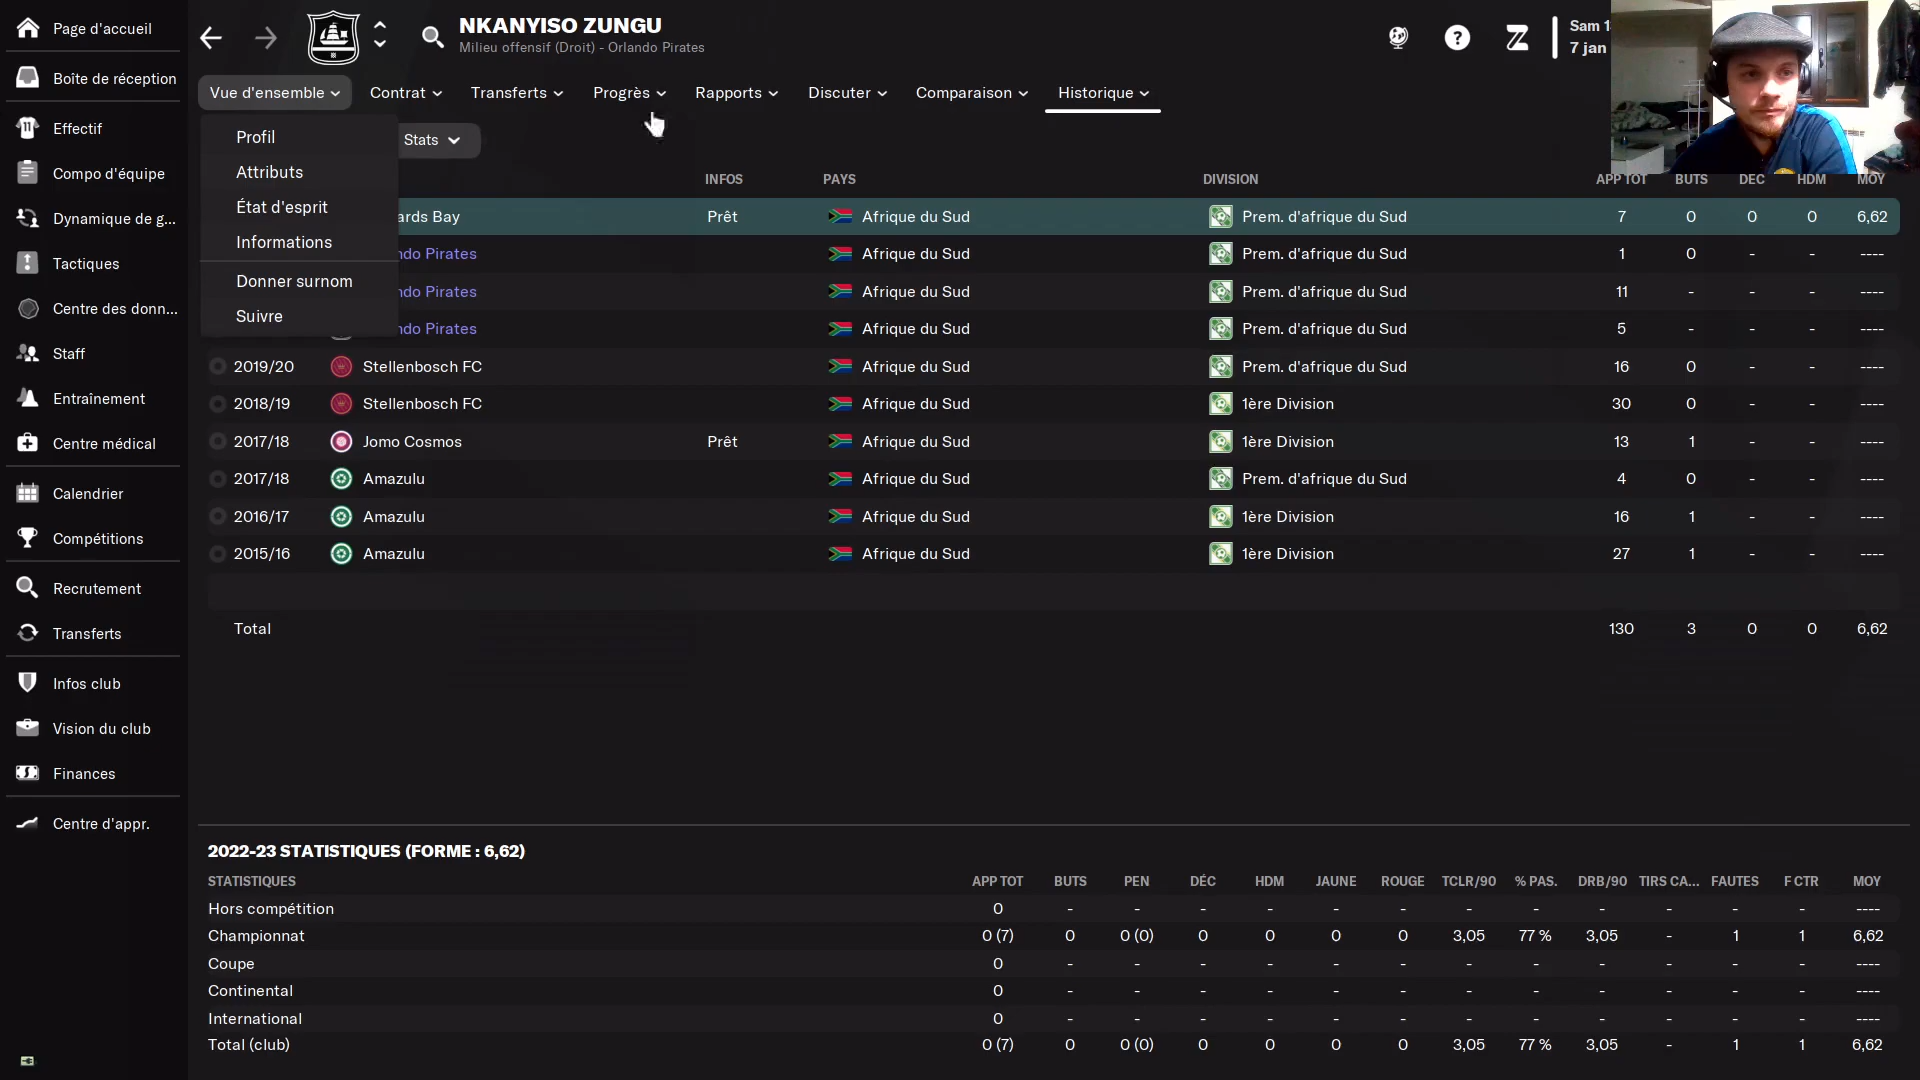 Page d'accueil
Boîte de réception
Effectif
Compo d'équipe
Dynamique de g...
Tactiques
Centre des donn...
Staff
Entraînement
Centre médical
Calendrier
Compétitions
Recrutement
Transferts
Infos club
Vision du club
Finances
Centre d'appr.
NKANYISO ZUNGU
Milieu offensif (Droit) - Orlando Pirates
Sam 1
7 jan
Vue d'ensemble Contrat Transferts Progrès Rapports Discuter Comparaison Historique
Profil
Attributs
État d'esprit
Informations
Donner surnom
Suivre
Stats
INFOS PAYS DIVISION APP TOT BUTS DEC HDM MOY
ards Bay Prêt Afrique du Sud Prem. d'afrique du Sud 7 0 0 0 6,62
ndo Pirates Afrique du Sud Prem. d'afrique du Sud 1 0 - - ----
ndo Pirates Afrique du Sud Prem. d'afrique du Sud 11 - - - ----
ndo Pirates Afrique du Sud Prem. d'afrique du Sud 5 - - - ----
2019/20 Stellenbosch FC Afrique du Sud Prem. d'afrique du Sud 16 0 - - ----
2018/19 Stellenbosch FC Afrique du Sud 1ère Division 30 0 - - ----
2017/18 Jomo Cosmos Prêt Afrique du Sud 1ère Division 13 1 - - ----
2017/18 Amazulu Afrique du Sud Prem. d'afrique du Sud 4 0 - - ----
2016/17 Amazulu Afrique du Sud 1ère Division 16 1 - - ----
2015/16 Amazulu Afrique du Sud 1ère Division 27 1 - - ----
Total 130 3 0 0 6,62
2022-23 STATISTIQUES (FORME : 6,62)
STATISTIQUES APP TOT BUTS PEN DÉC HDM JAUNE ROUGE TCLR/90 % PAS. DRB/90 TIRS CA... FAUTES F CTR MOY
Hors compétition 0 - - - - - - - - - - - - ----
Championnat 0 (7) 0 0 (0) 0 0 0 0 3,05 77 % 3,05 - 1 1 6,62
Coupe 0 - - - - - - - - - - - - ----
Continental 0 - - - - - - - - - - - - ----
International 0 - - - - - - - - - - - - ----
Total (club) 0 (7) 0 0 (0) 0 0 0 0 3,05 77 % 3,05 - 1 1 6,62